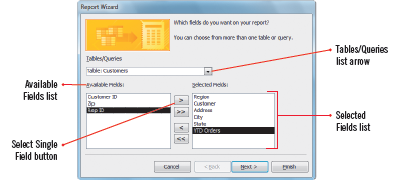 Report Wizard
Which fields do you want on your report?
You can choose from more than one table or query.
Tables/Queries
Table: Customers
Tables/Queries
list arrow
Available
Fields list
Available Fields:
Selected Fields:
Customer ID
Zip
Rep ID
>
>>
<
<<
Region
Customer
Address
City
State
YTD Orders
Selected
Fields list
Select Single
Field button
Cancel
< Back
Next >
Finish